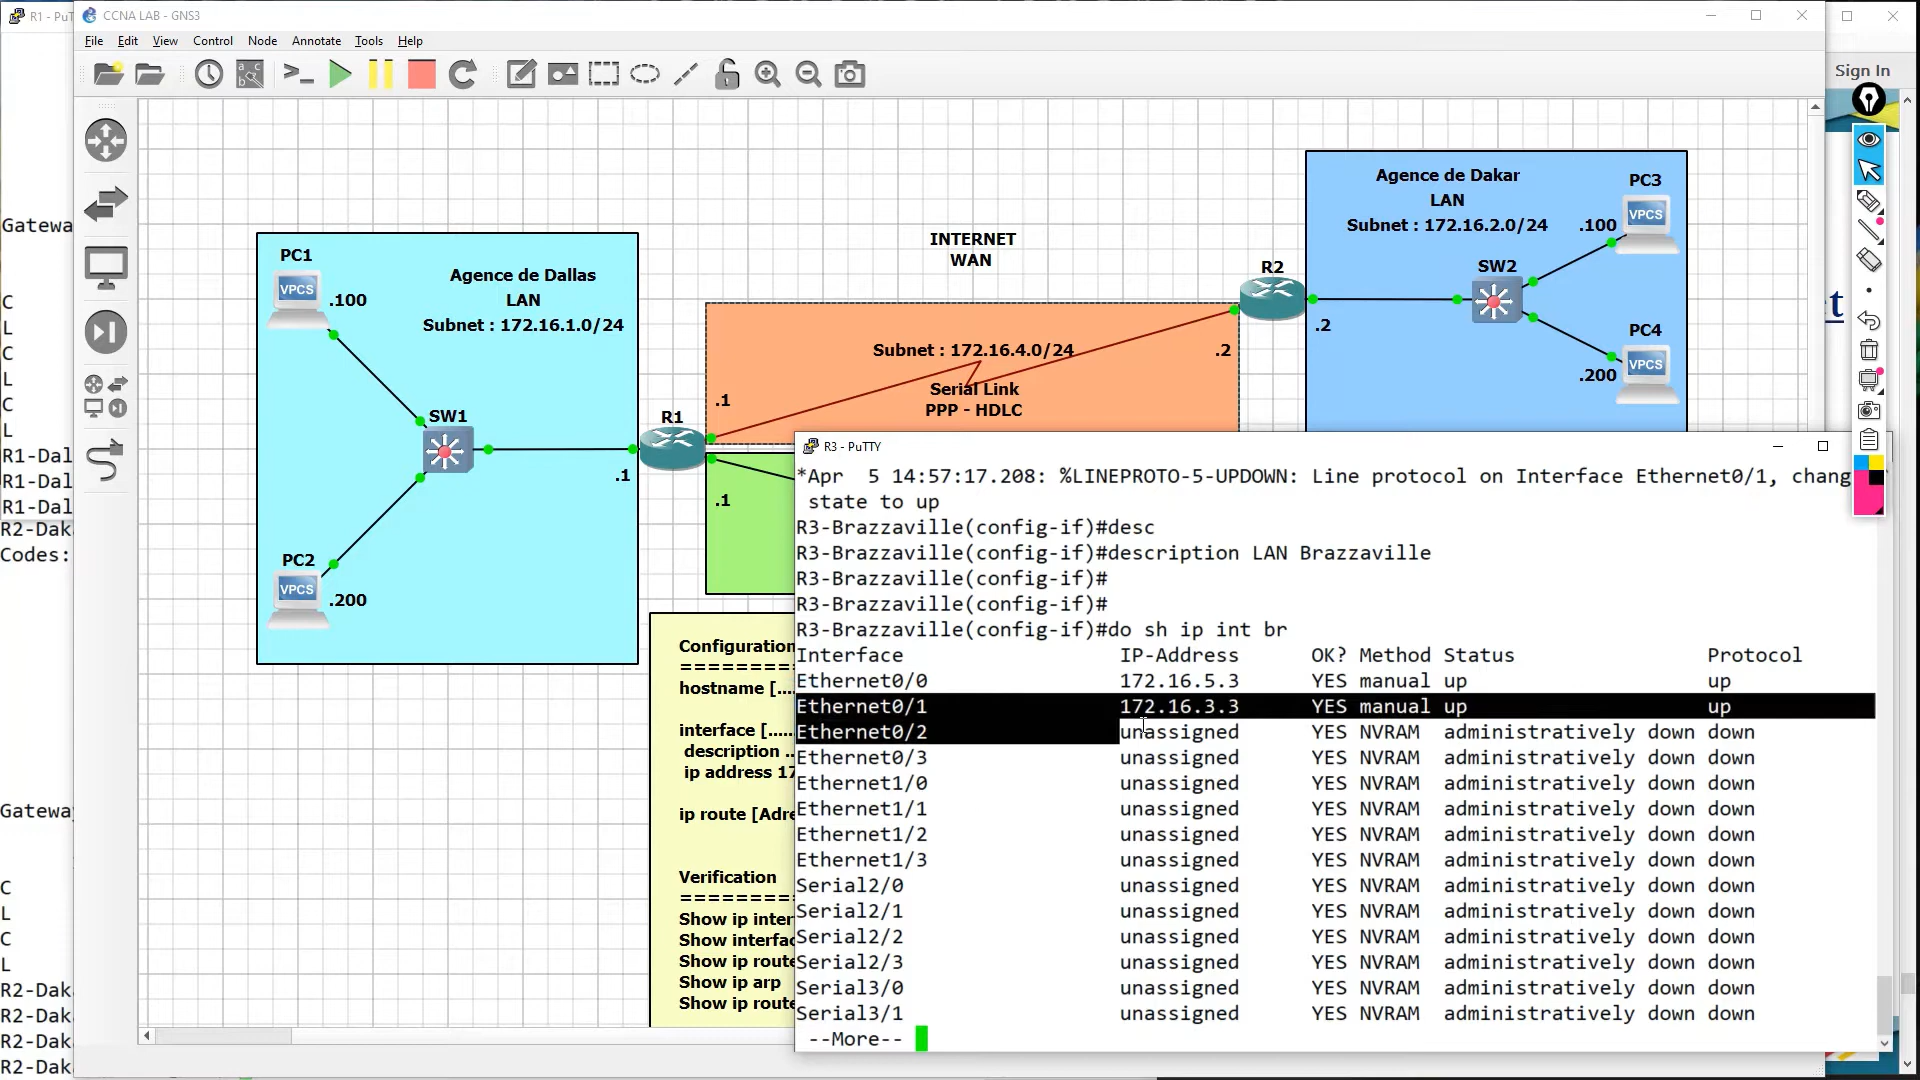 R1 - PuT
CCNA LAB - GNS3
File Edit View Control Node Annotate Tools Help
Sign In
Gatewa
C
L
C
L
C
L
R1-Dal
R1-Dal
R1-Dal
R2-Dak
Codes:
Gateway
C
L
C
L
R2-Dak
R2-Dak
R2-Dak
R2-Dak
PC1
VPCS
.100
Agence de Dallas
LAN
Subnet : 172.16.1.0/24
SW1
.1
PC2
VPCS
.200
R1
INTERNET
WAN
Subnet : 172.16.4.0/24
.2
Serial Link
PPP - HDLC
.1
.1
R2
.2
Agence de Dakar
LAN
Subnet : 172.16.2.0/24
PC3
.100
VPCS
SW2
PC4
VPCS
.200
et
Configuration
hostname [....
interface [.....
description ..
ip address 17
ip route [Adre
Verification
Show ip inter
Show interfac
Show ip route
Show ip arp
Show ip route
R3 - PuTTY
*Apr  5 14:57:17.208: %LINEPROTO-5-UPDOWN: Line protocol on Interface Ethernet0/1, chang
state to up
R3-Brazzaville(config-if)#desc
R3-Brazzaville(config-if)#description LAN Brazzaville
R3-Brazzaville(config-if)#
R3-Brazzaville(config-if)#
R3-Brazzaville(config-if)#do sh ip int br
Interface IP-Address OK? Method Status Protocol
Ethernet0/0 172.16.5.3 YES manual up up
Ethernet0/1 172.16.3.3 YES manual up up
Ethernet0/2 unassigned YES NVRAM administratively down down
Ethernet0/3 unassigned YES NVRAM administratively down down
Ethernet1/0 unassigned YES NVRAM administratively down down
Ethernet1/1 unassigned YES NVRAM administratively down down
Ethernet1/2 unassigned YES NVRAM administratively down down
Ethernet1/3 unassigned YES NVRAM administratively down down
Serial2/0 unassigned YES NVRAM administratively down down
Serial2/1 unassigned YES NVRAM administratively down down
Serial2/2 unassigned YES NVRAM administratively down down
Serial2/3 unassigned YES NVRAM administratively down down
Serial3/0 unassigned YES NVRAM administratively down down
Serial3/1 unassigned YES NVRAM administratively down down
--More--